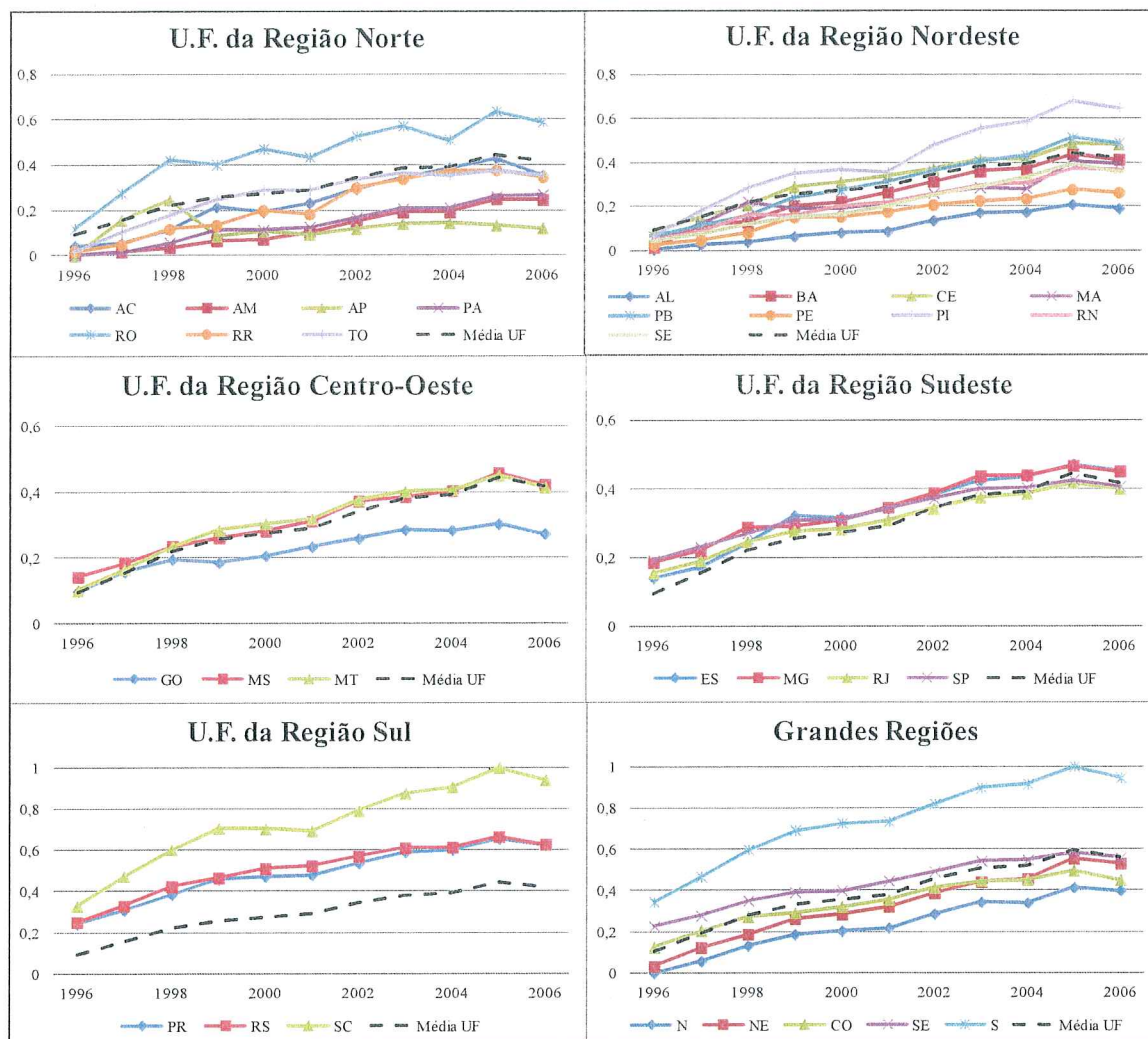 U.F. da Região Norte
0,8
0,6
0,4
0,2
0
1996 1998 2000 2002 2004 2006
AC AM AP PA
RO RR TO Média UF
U.F. da Região Nordeste
0,8
0,6
0,4
0,2
0
1996 1998 2000 2002 2004 2006
AL BA CE MA
PB PE PI RN
SE Média UF
U.F. da Região Centro-Oeste
0,6
0,4
0,2
0
1996 1998 2000 2002 2004 2006
GO MS MT Média UF
U.F. da Região Sudeste
0,6
0,4
0,2
0
1996 1998 2000 2002 2004 2006
ES MG RJ SP Média UF
U.F. da Região Sul
1
0,8
0,6
0,4
0,2
0
1996 1998 2000 2002 2004 2006
PR RS SC Média UF
Grandes Regiões
1
0,8
0,6
0,4
0,2
0
1996 1998 2000 2002 2004 2006
N NE CO SE S Média UF